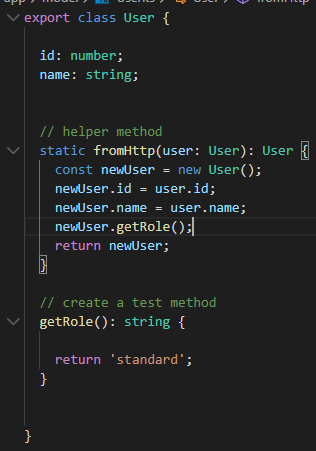 app > model > > User > fromHttp
export class User {
id: number;
name: string;
// helper method
static fromHttp(user: User): User {
const newUser = new User();
newUser.id = user.id;
newUser.name = user.name;
newUser.getRole();
return newUser;
}
// create a test method
getRole(): string {
return 'standard';
}
}